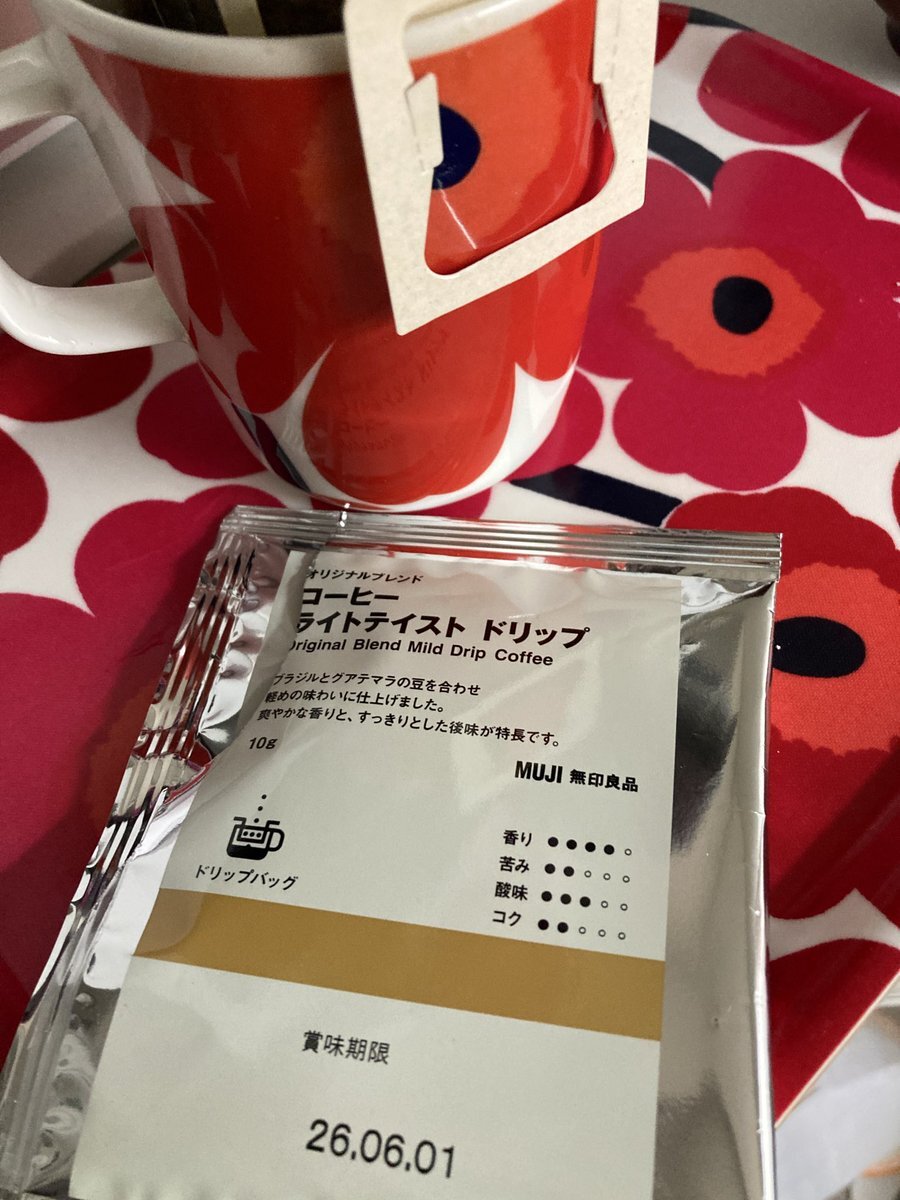 オリジナルブレンド
コーヒー
ライトテイスト ドリップ
Original Blend Mild Drip Coffee
ブラジルとグアテマラの豆を合わせ
軽めの味わいに仕上げました。
爽やかな香りと、すっきりとした後味が特長です。
10g
MUJI 無印良品
香り ●●●●○
苦み ●●○○○
酸味 ●●●○○
コク ●●○○○
ドリップバッグ
賞味期限
26.06.01